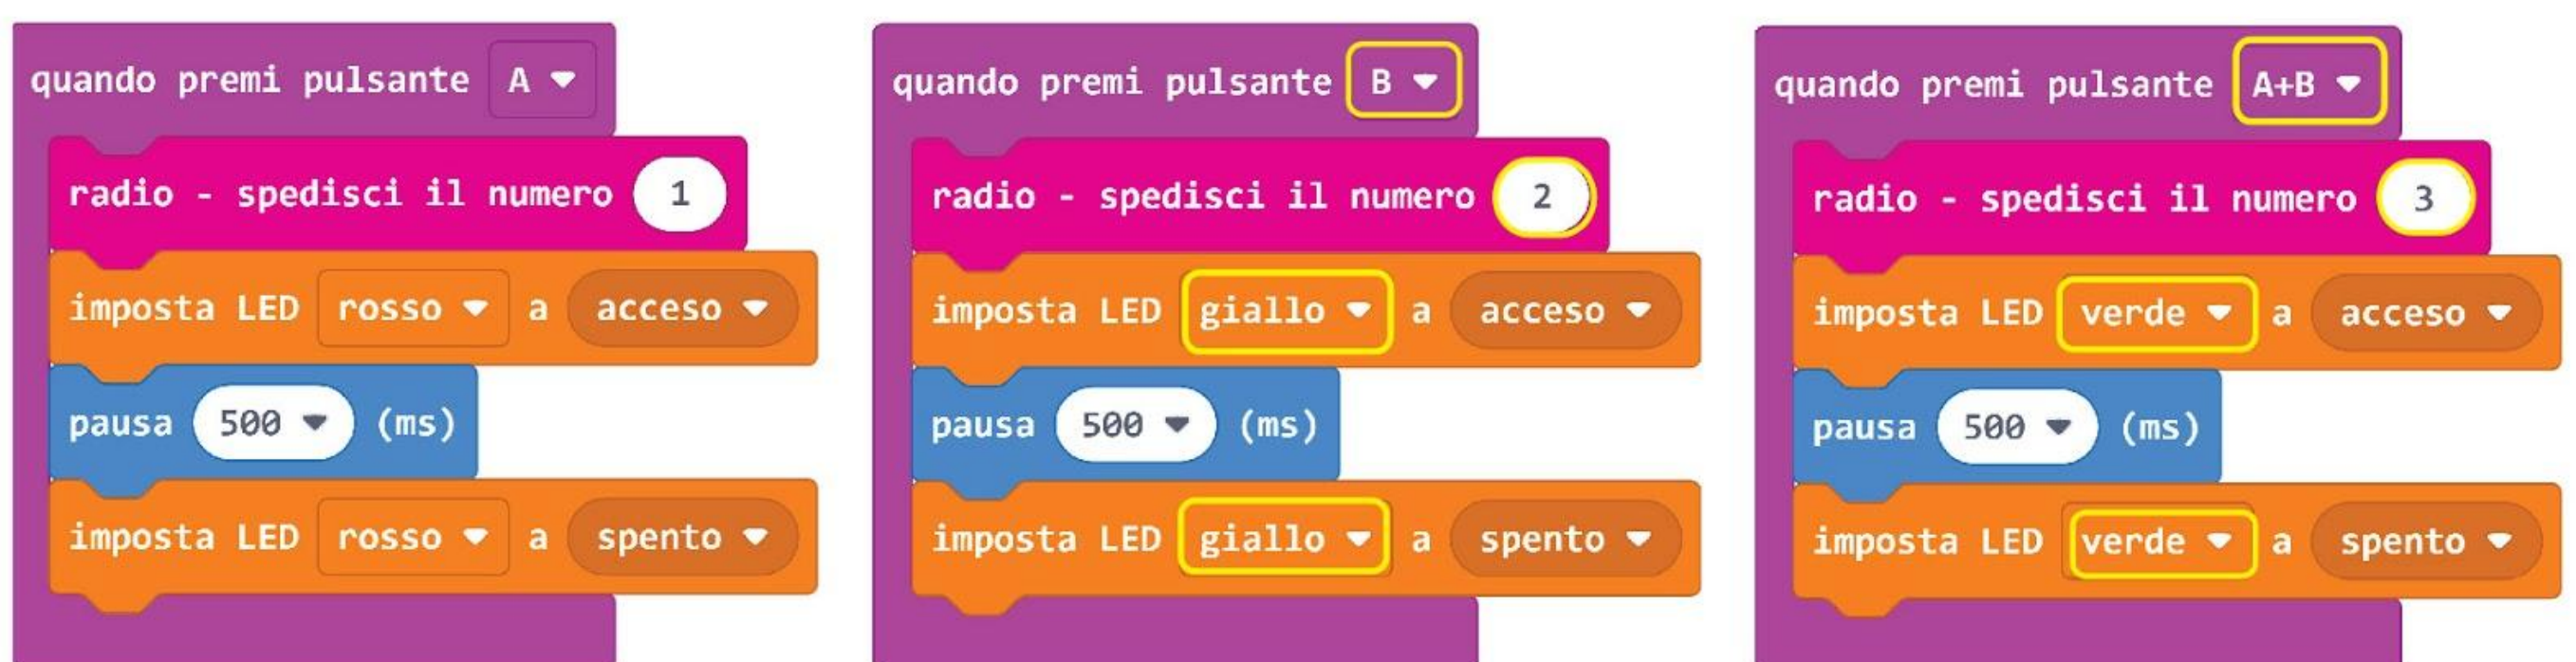 quando premi pulsante A
radio - spedisci il numero 1
imposta LED rosso a acceso
pausa 500 (ms)
imposta LED rosso a spento
quando premi pulsante B
radio - spedisci il numero 2
imposta LED giallo a acceso
pausa 500 (ms)
imposta LED giallo a spento
quando premi pulsante A+B
radio - spedisci il numero 3
imposta LED verde a acceso
pausa 500 (ms)
imposta LED verde a spento